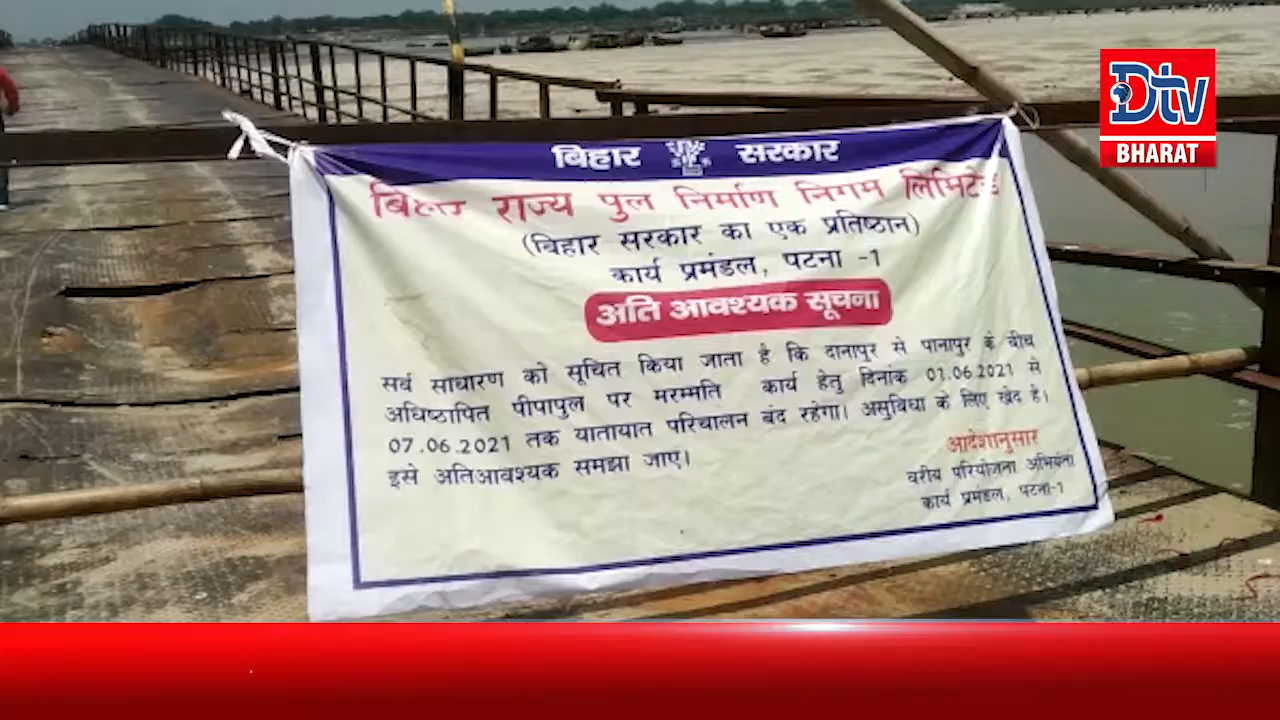 Dtv
BHARAT
बिहार सरकार
बिहार राज्य पुल निर्माण निगम लिमिटेड
(बिहार सरकार का एक प्रतिष्ठान)
कार्य प्रमंडल, पटना -1
अति आवश्यक सूचना
सर्व साधारण को सूचित किया जाता है कि दानापुर से पानापुर के बीच
अधिष्ठापित पीपापुल पर मरम्मति कार्य हेतु दिनांक 01.06.2021 से
07.06.2021 तक यातायात परिचालन बंद रहेगा। असुविधा के लिए खेद है।
इसे अतिआवश्यक समझा जाए।
आदेशानुसार
वरीय परियोजना अभियंता
कार्य प्रमंडल, पटना-1